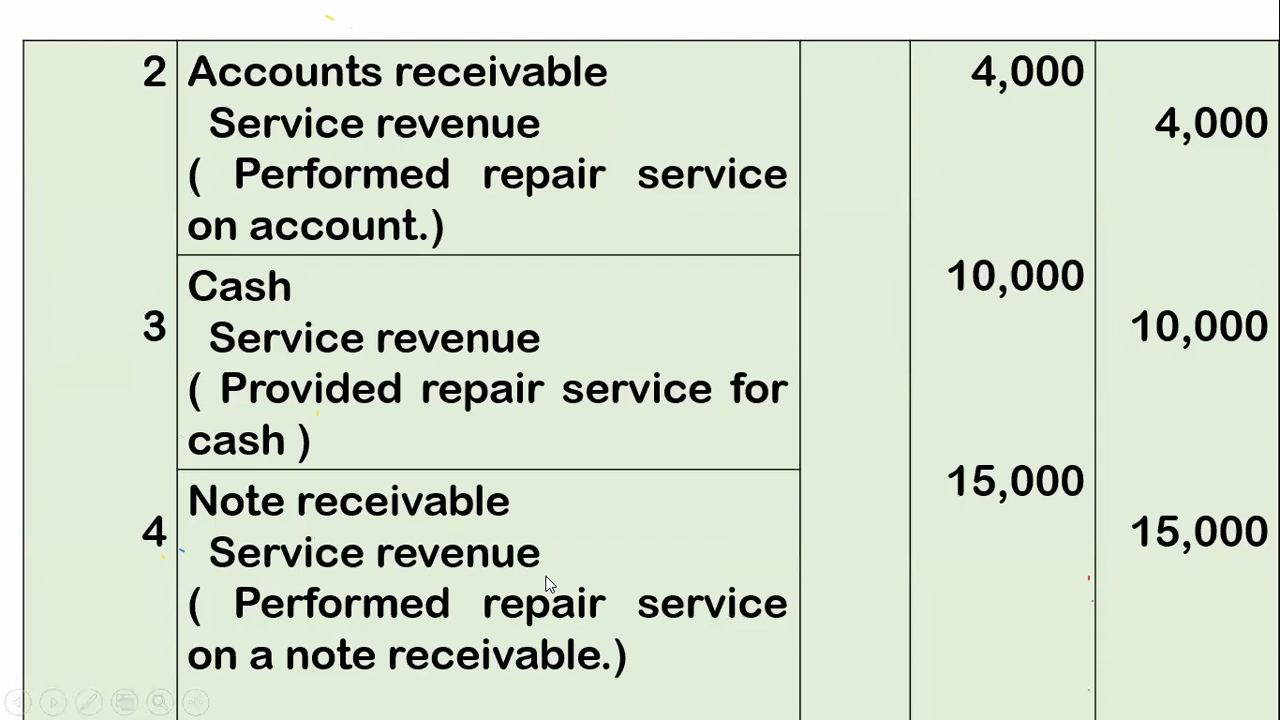 2 Accounts receivable 4,000
Service revenue 4,000
( Performed repair service
on account.)
Cash 10,000
3 Service revenue 10,000
( Provided repair service for
cash )
Note receivable 15,000
4 Service revenue 15,000
( Performed repair service
on a note receivable.)